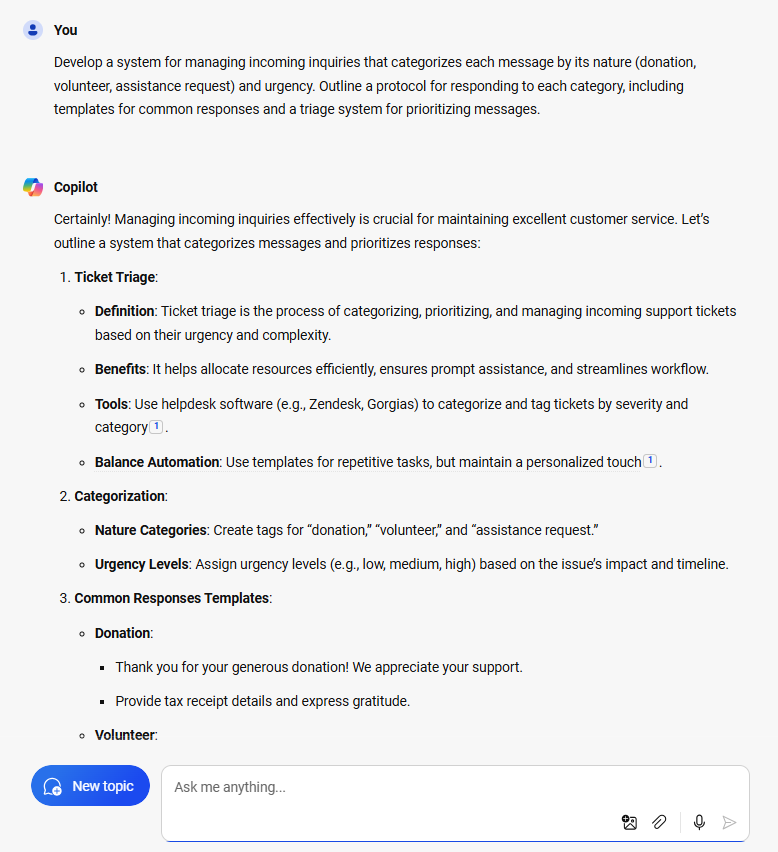 You
Develop a system for managing incoming inquiries that categorizes each message by its nature (donation,
volunteer, assistance request) and urgency. Outline a protocol for responding to each category, including
templates for common responses and a triage system for prioritizing messages.
Copilot
Certainly! Managing incoming inquiries effectively is crucial for maintaining excellent customer service. Let’s
outline a system that categorizes messages and prioritizes responses:
1. Ticket Triage:
◦ Definition: Ticket triage is the process of categorizing, prioritizing, and managing incoming support tickets
based on their urgency and complexity.
◦ Benefits: It helps allocate resources efficiently, ensures prompt assistance, and streamlines workflow.
◦ Tools: Use helpdesk software (e.g., Zendesk, Gorgias) to categorize and tag tickets by severity and
category 1 .
◦ Balance Automation: Use templates for repetitive tasks, but maintain a personalized touch 1 .
2. Categorization:
◦ Nature Categories: Create tags for “donation,” “volunteer,” and “assistance request.”
◦ Urgency Levels: Assign urgency levels (e.g., low, medium, high) based on the issue’s impact and timeline.
3. Common Responses Templates:
◦ Donation:
▪ Thank you for your generous donation! We appreciate your support.
▪ Provide tax receipt details and express gratitude.
◦ Volunteer:
New topic
Ask me anything...